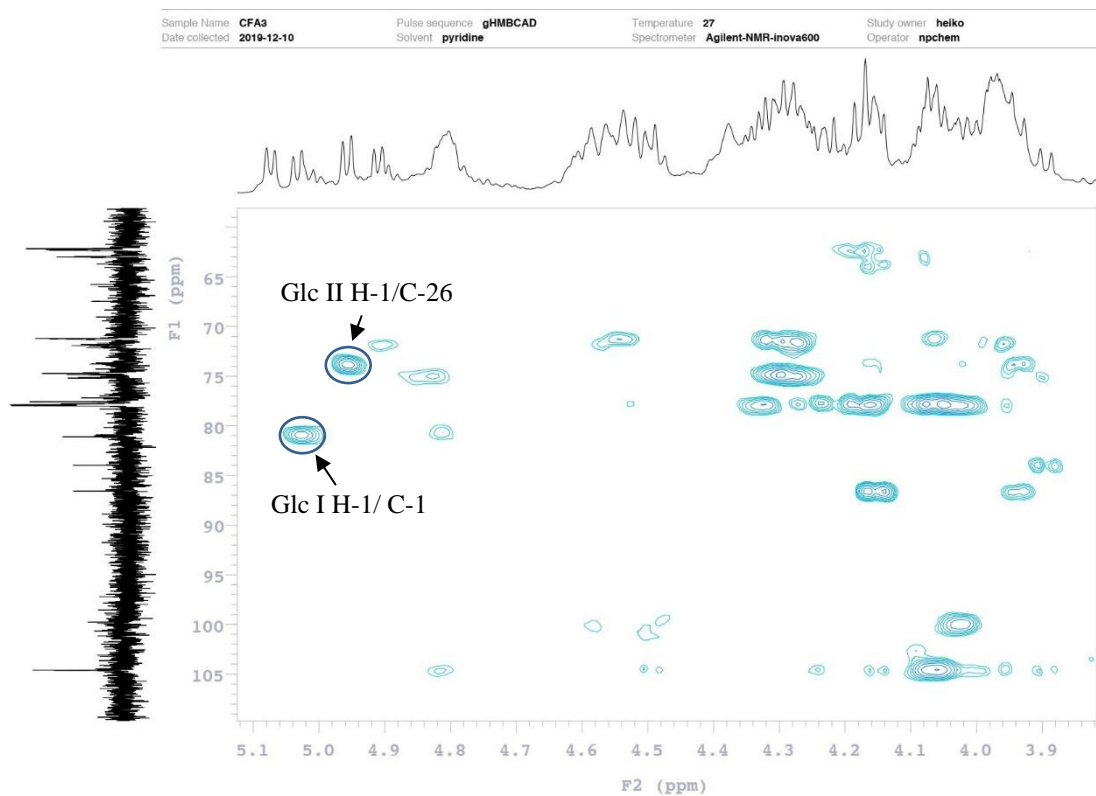 Sample Name CFA3 Pulse sequence gHMBCAD Temperature 27 Study owner heiko
Date collected 2019-12-10 Solvent pyridine Spectrometer Agilent-NMR-inova600 Operator npchem
Glc II H-1/C-26
Glc I H-1/ C-1
F1 (ppm)
65
70
75
80
85
90
95
100
105
5.1 5.0 4.9 4.8 4.7 4.6 4.5 4.4 4.3 4.2 4.1 4.0 3.9
F2 (ppm)